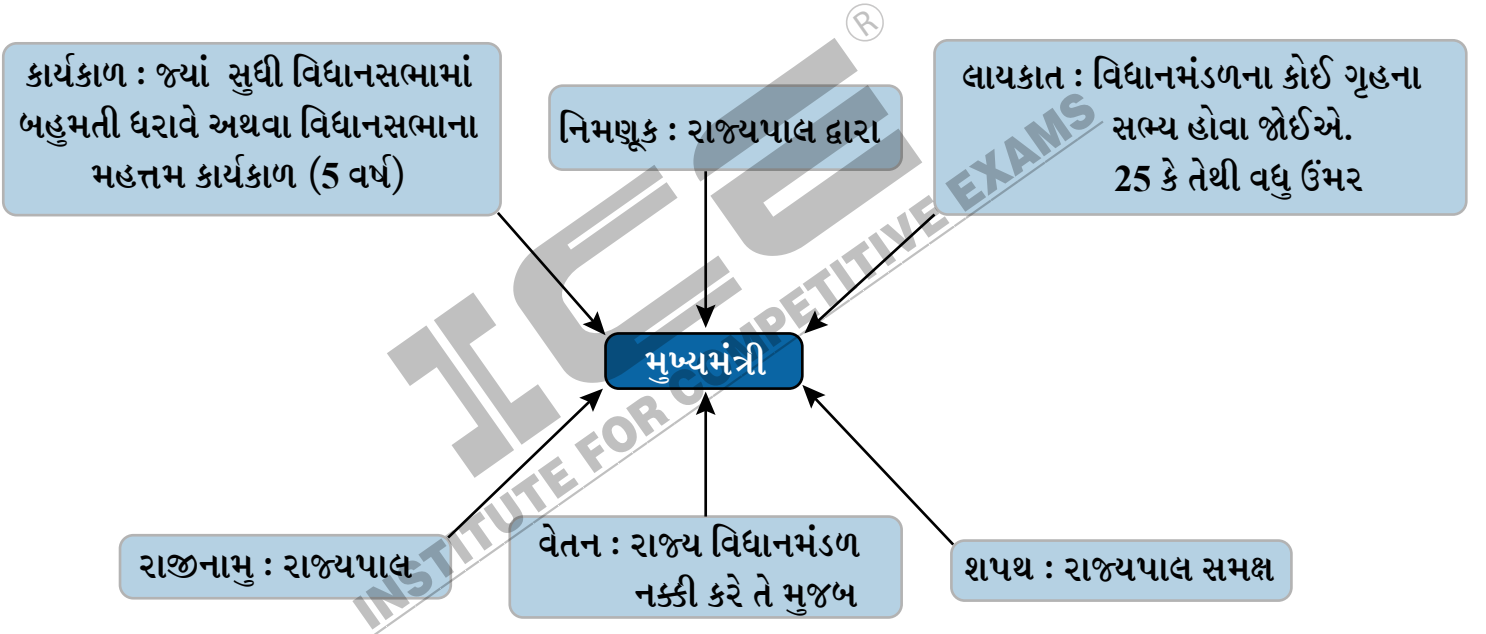 કાર્યકાળ : જ્યાં સુધી વિધાનસભામાં
બહુમતી ધરાવે અથવા વિધાનસભાના
મહત્તમ કાર્યકાળ (5 વર્ષ)
નિમણૂક : રાજ્યપાલ દ્વારા
લાયકાત : વિધાનમંડળના કોઈ ગૃહના
સભ્ય હોવા જોઈએ.
25 કે તેથી વધુ ઉંમર
મુખ્યમંત્રી
રાજીનામુ : રાજ્યપાલ
વેતન : રાજ્ય વિધાનમંડળ
નક્કી કરે તે મુજબ
શપથ : રાજ્યપાલ સમક્ષ
ICE ®
INSTITUTE FOR COMPETITIVE EXAMS